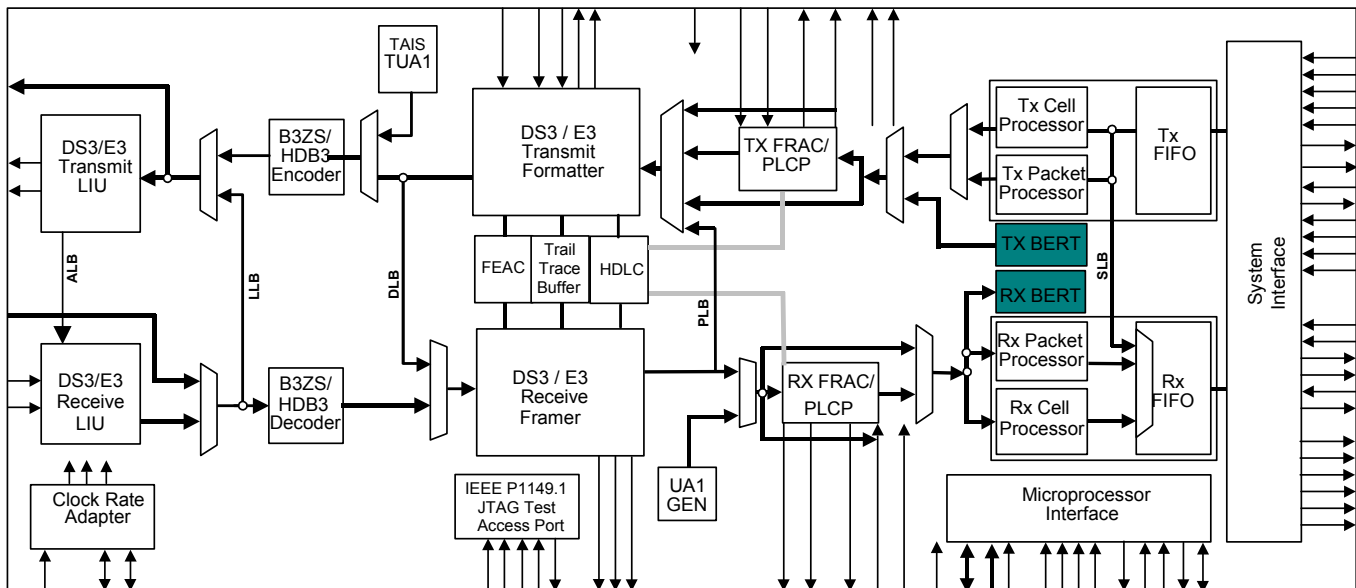 TAIS
TUA1
DS3/E3
Transmit
LIU
B3ZS/
HDB3
Encoder
DS3 / E3
Transmit
Formatter
TX FRAC/
PLCP
Tx Cell
Processor
Tx Packet
Processor
Tx
FIFO
TX BERT
RX BERT
System
Interface
FEAC
Trail
Trace
Buffer
HDLC
ALB
LLB
DLB
PLB
SLB
DS3/E3
Receive
LIU
B3ZS/
HDB3
Decoder
DS3 / E3
Receive
Framer
RX FRAC/
PLCP
Rx Packet
Processor
Rx Cell
Processor
Rx
FIFO
Clock Rate
Adapter
IEEE P1149.1
JTAG Test
Access Port
UA1
GEN
Microprocessor
Interface